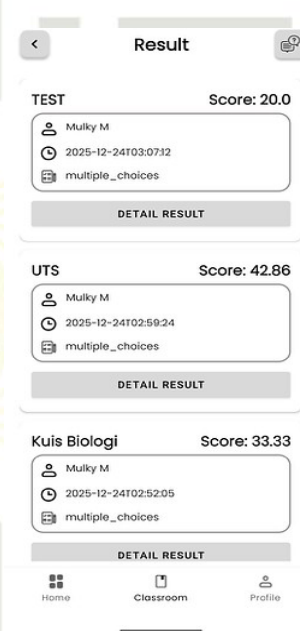 Result
TEST Score: 20.0
Mulky M
2025-12-24T03:07:12
multiple_choices
DETAIL RESULT
UTS Score: 42.86
Mulky M
2025-12-24T02:59:24
multiple_choices
DETAIL RESULT
Kuis Biologi Score: 33.33
Mulky M
2025-12-24T02:52:05
multiple_choices
DETAIL RESULT
Home Classroom Profile